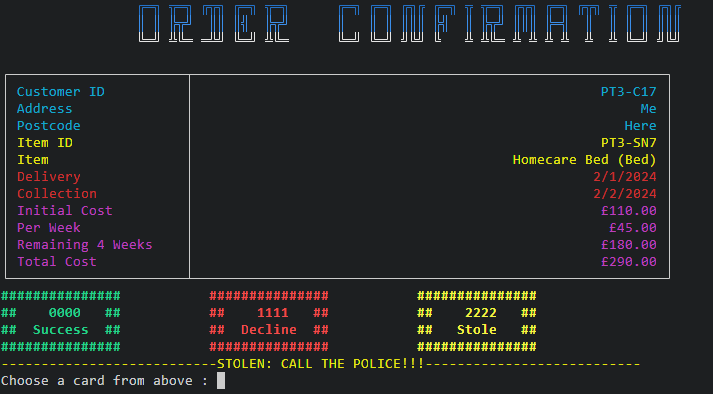 ORDER CONFIRMATION
Customer ID PT3-C17
Address Me
Postcode Here
Item ID PT3-SN7
Item Homecare Bed (Bed)
Delivery 2/1/2024
Collection 2/2/2024
Initial Cost £110.00
Per Week £45.00
Remaining 4 Weeks £180.00
Total Cost £290.00
############### ############### ###############
## 0000 ## ## 1111 ## ## 2222 ##
## Success ## ## Decline ## ## Stole ##
############### ############### ###############
---------------------------STOLEN: CALL THE POLICE!!!---------------------------
Choose a card from above :